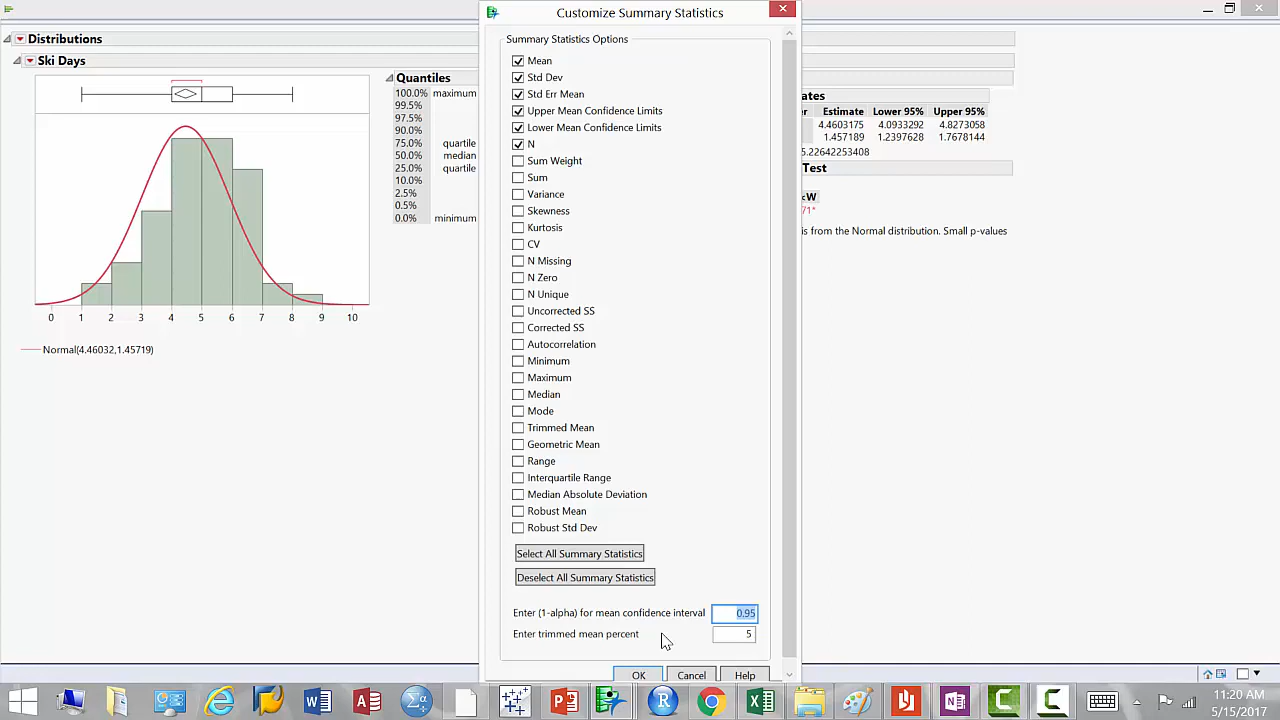 Customize Summary Statistics
Distributions
Ski Days
Quantiles
100.0% maximum
99.5%
97.5%
90.0%
75.0% quartile
50.0% median
25.0% quartile
10.0%
2.5%
0.5%
0.0% minimum
0 1 2 3 4 5 6 7 8 9 10
Normal(4.46032,1.45719)
Summary Statistics Options
Mean
Std Dev
Std Err Mean
Upper Mean Confidence Limits
Lower Mean Confidence Limits
N
Sum Weight
Sum
Variance
Skewness
Kurtosis
CV
N Missing
N Zero
N Unique
Uncorrected SS
Corrected SS
Autocorrelation
Minimum
Maximum
Median
Mode
Trimmed Mean
Geometric Mean
Range
Interquartile Range
Median Absolute Deviation
Robust Mean
Robust Std Dev
Select All Summary Statistics
Deselect All Summary Statistics
Enter (1-alpha) for mean confidence interval 0.95
Enter trimmed mean percent 5
OK Cancel Help
ates
r Estimate Lower 95% Upper 95%
4.4603175 4.0933292 4.8273058
1.457189 1.2397628 1.7678144
5.22642253408
Test
<W
71*
is from the Normal distribution. Small p-values
11:20 AM
5/15/2017